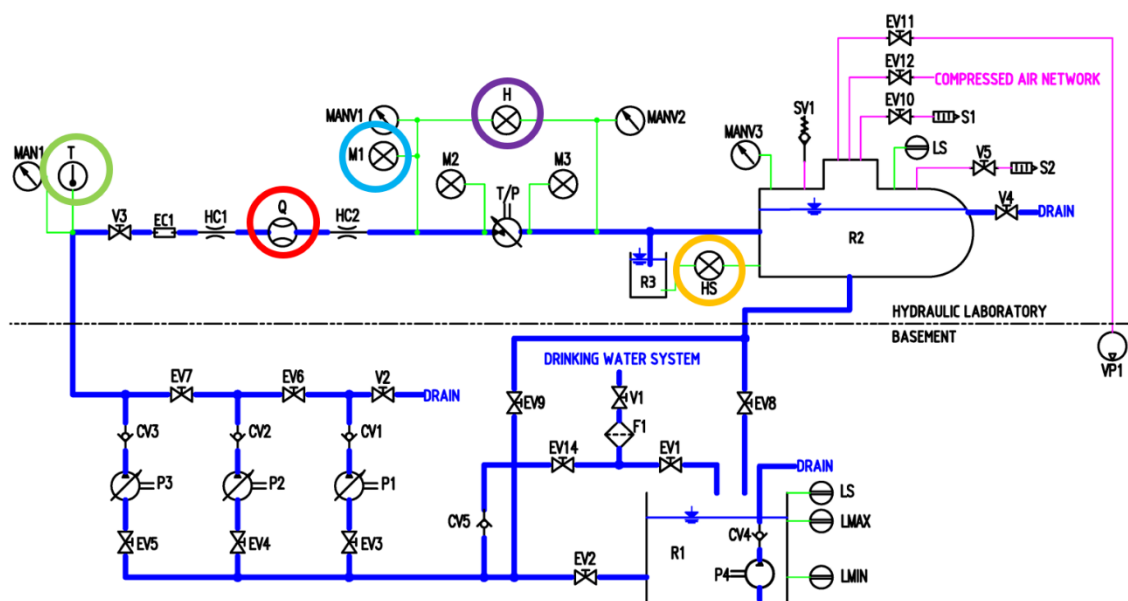 EV11
EV12
COMPRESSED AIR NETWORK
EV10
S1
H
SV1
MANV1
MANV2
MANV3
LS
T
MAN1
M1
M2
M3
V5
S2
T/P
Q
V3
EC1
HC1
HC2
V4
DRAIN
R2
R3
HS
HYDRAULIC LABORATORY
BASEMENT
DRINKING WATER SYSTEM
VP1
EV7
EV6
V2
DRAIN
V1
EV9
EV8
CV3
CV2
CV1
F1
EV14
EV1
DRAIN
P3
P2
P1
LS
CV5
LMAX
CV4
EV5
EV4
EV3
EV2
R1
P4
LMIN